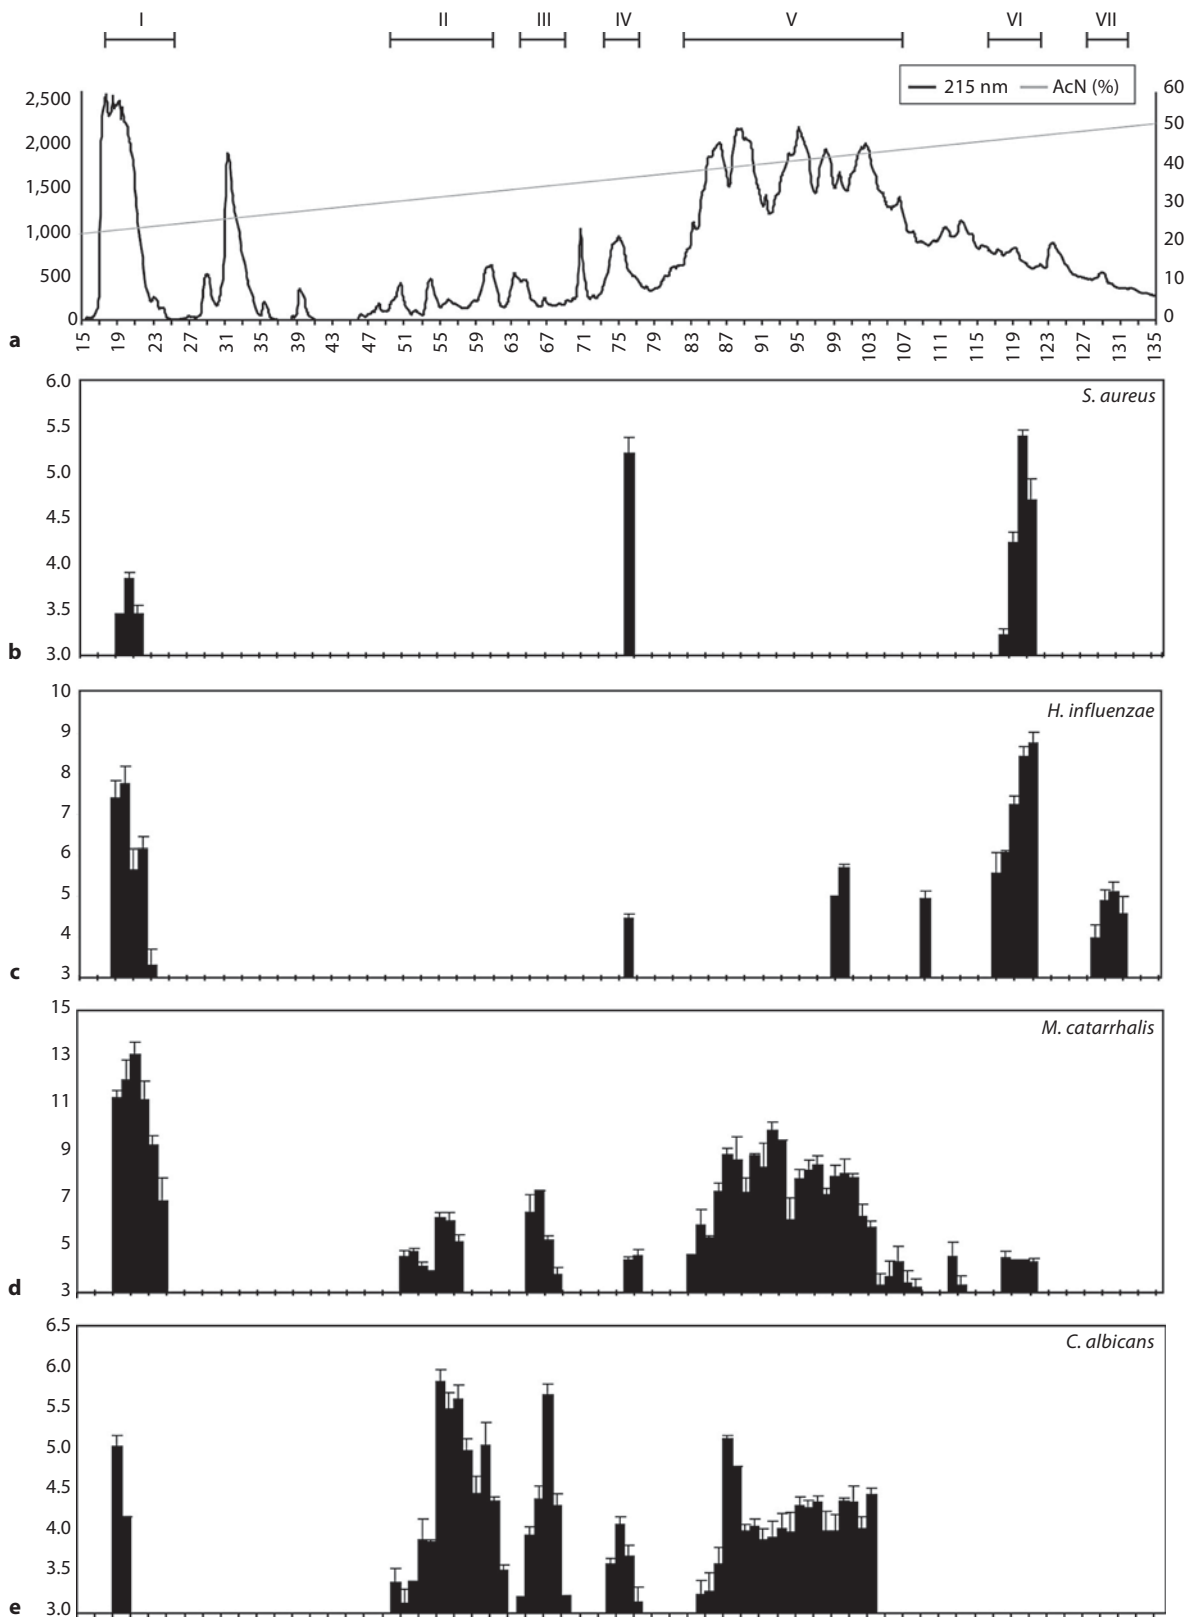 I II III IV V VI VII
215 nm AcN (%)
2,500 2,000 1,500 1,000 500 0
60 50 40 30 20 10 0
a
15 19 23 27 31 35 39 43 47 51 55 59 63 67 71 75 79 83 87 91 95 99 103 107 111 115 119 123 127 131 135
S. aureus
6.0 5.5 5.0 4.5 4.0 3.5 3.0
b
H. influenzae
10 9 8 7 6 5 4 3
c
M. catarrhalis
15 13 11 9 7 5 3
d
C. albicans
6.5 6.0 5.5 5.0 4.5 4.0 3.5 3.0
e